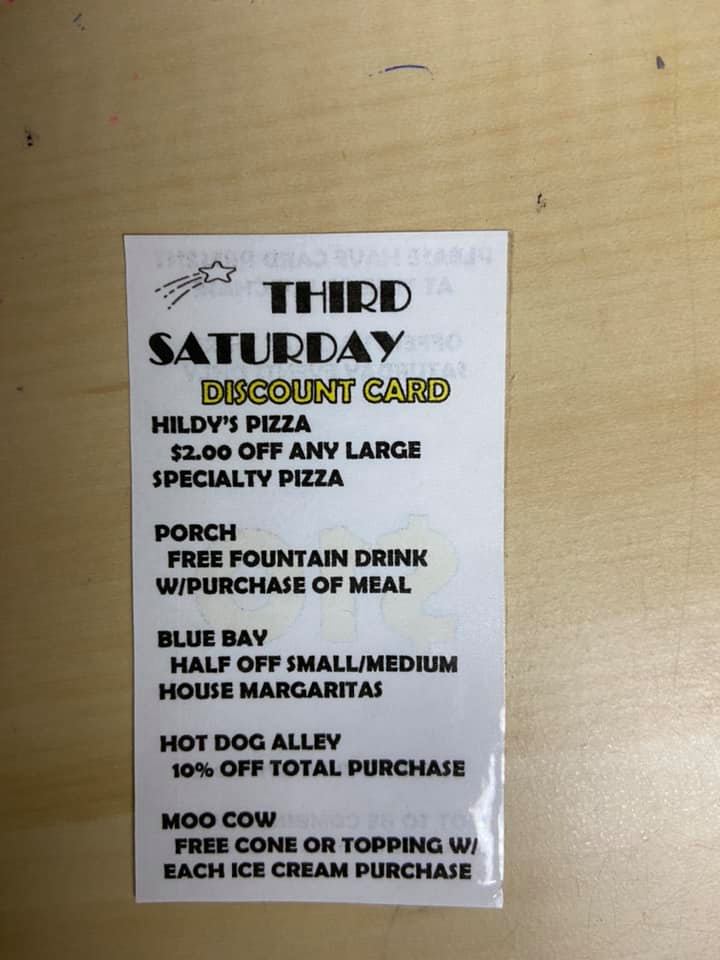 THIRD
SATURDAY
DISCOUNT CARD
HILDY'S PIZZA
$2.00 OFF ANY LARGE
SPECIALTY PIZZA
PORCH
FREE FOUNTAIN DRINK
W/PURCHASE OF MEAL
BLUE BAY
HALF OFF SMALL/MEDIUM
HOUSE MARGARITAS
HOT DOG ALLEY
10% OFF TOTAL PURCHASE
MOO COW
FREE CONE OR TOPPING W/
EACH ICE CREAM PURCHASE